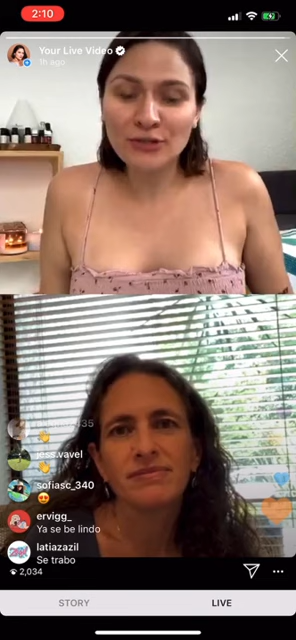 2:10
Your Live Video
1h ago
jess.vavel
sofiasc_340
ervigg_
Ya se be lindo
latiazazil
Se trabo
2,034
STORY
LIVE